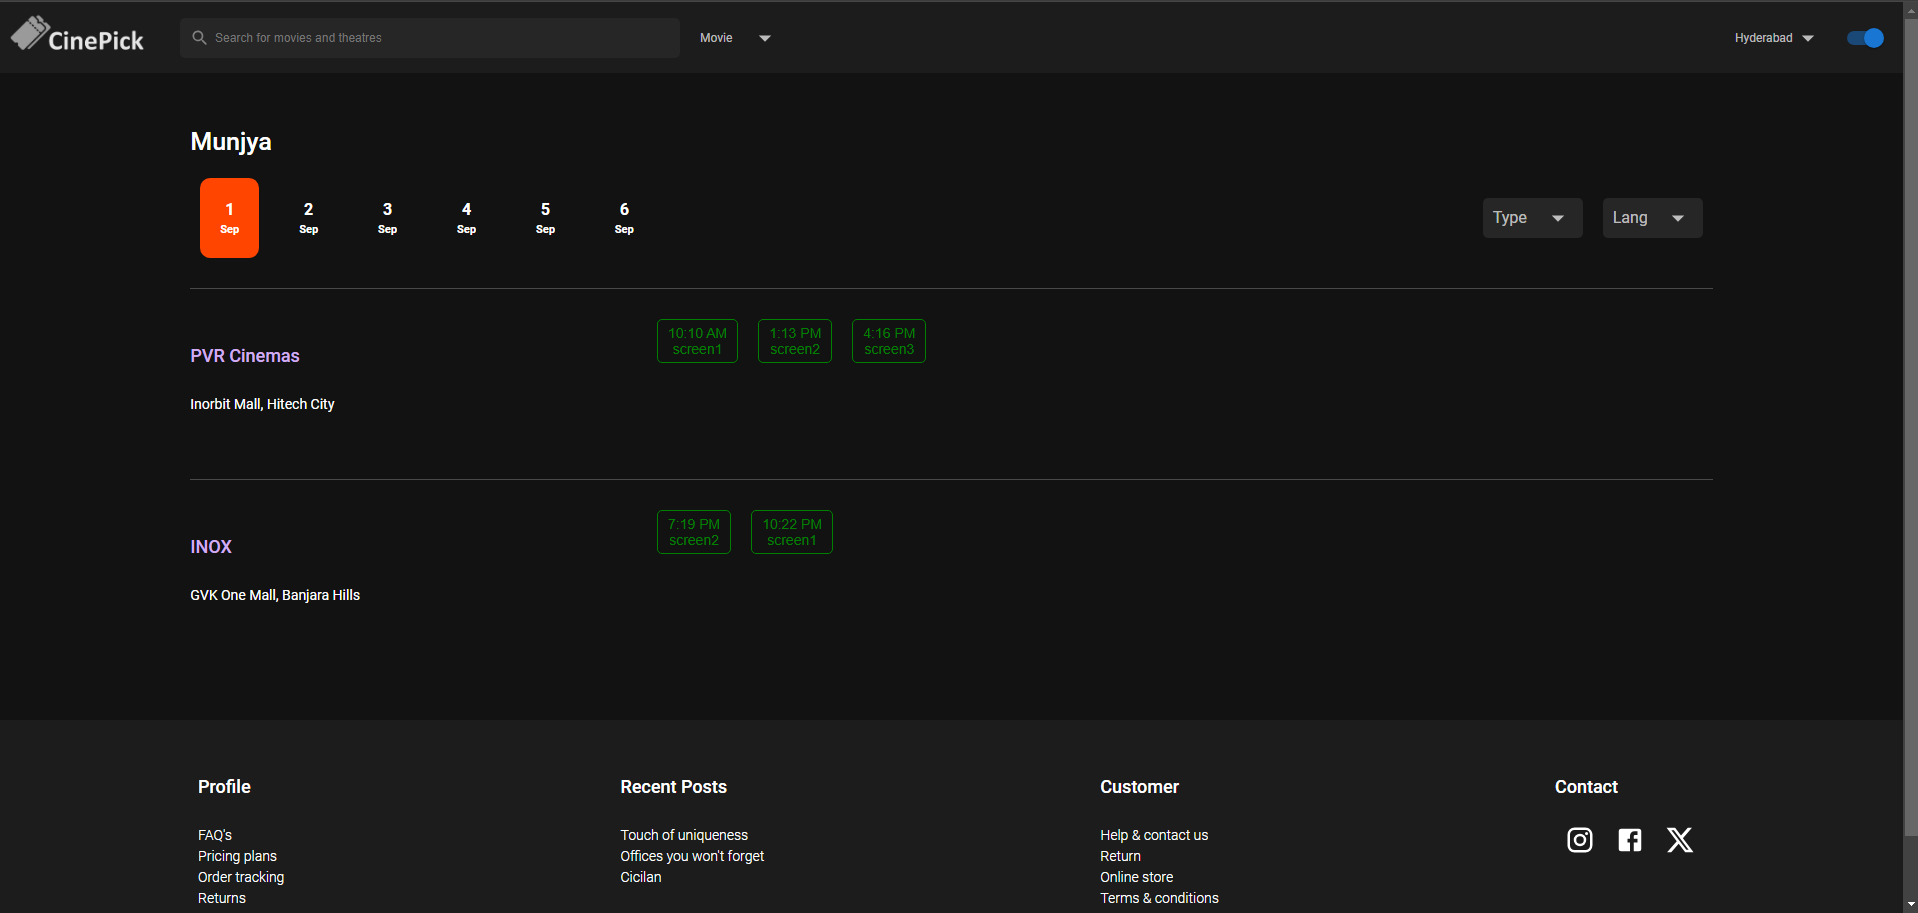 CinePick
Search for movies and theatres
Movie
Hyderabad
Munjya
1
Sep
2
Sep
3
Sep
4
Sep
5
Sep
6
Sep
Type
Lang
PVR Cinemas
Inorbit Mall, Hitech City
10:10 AM
screen1
1:13 PM
screen2
4:16 PM
screen3
INOX
GVK One Mall, Banjara Hills
7:19 PM
screen2
10:22 PM
screen1
Profile
FAQ's
Pricing plans
Order tracking
Returns
Recent Posts
Touch of uniqueness
Offices you won't forget
Cicilan
Customer
Help & contact us
Return
Online store
Terms & conditions
Contact